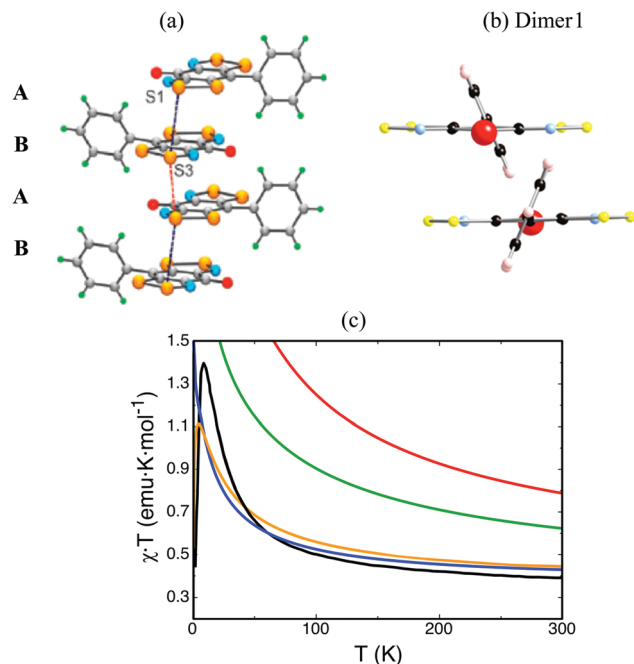 (a)
(b) Dimer1
A
S1
B
S3
A
B
(c)
1.5
1.3
1.1
0.9
0.7
0.5
0.3
χ·T (emu·K·mol⁻¹)
0
100
200
300
T (K)